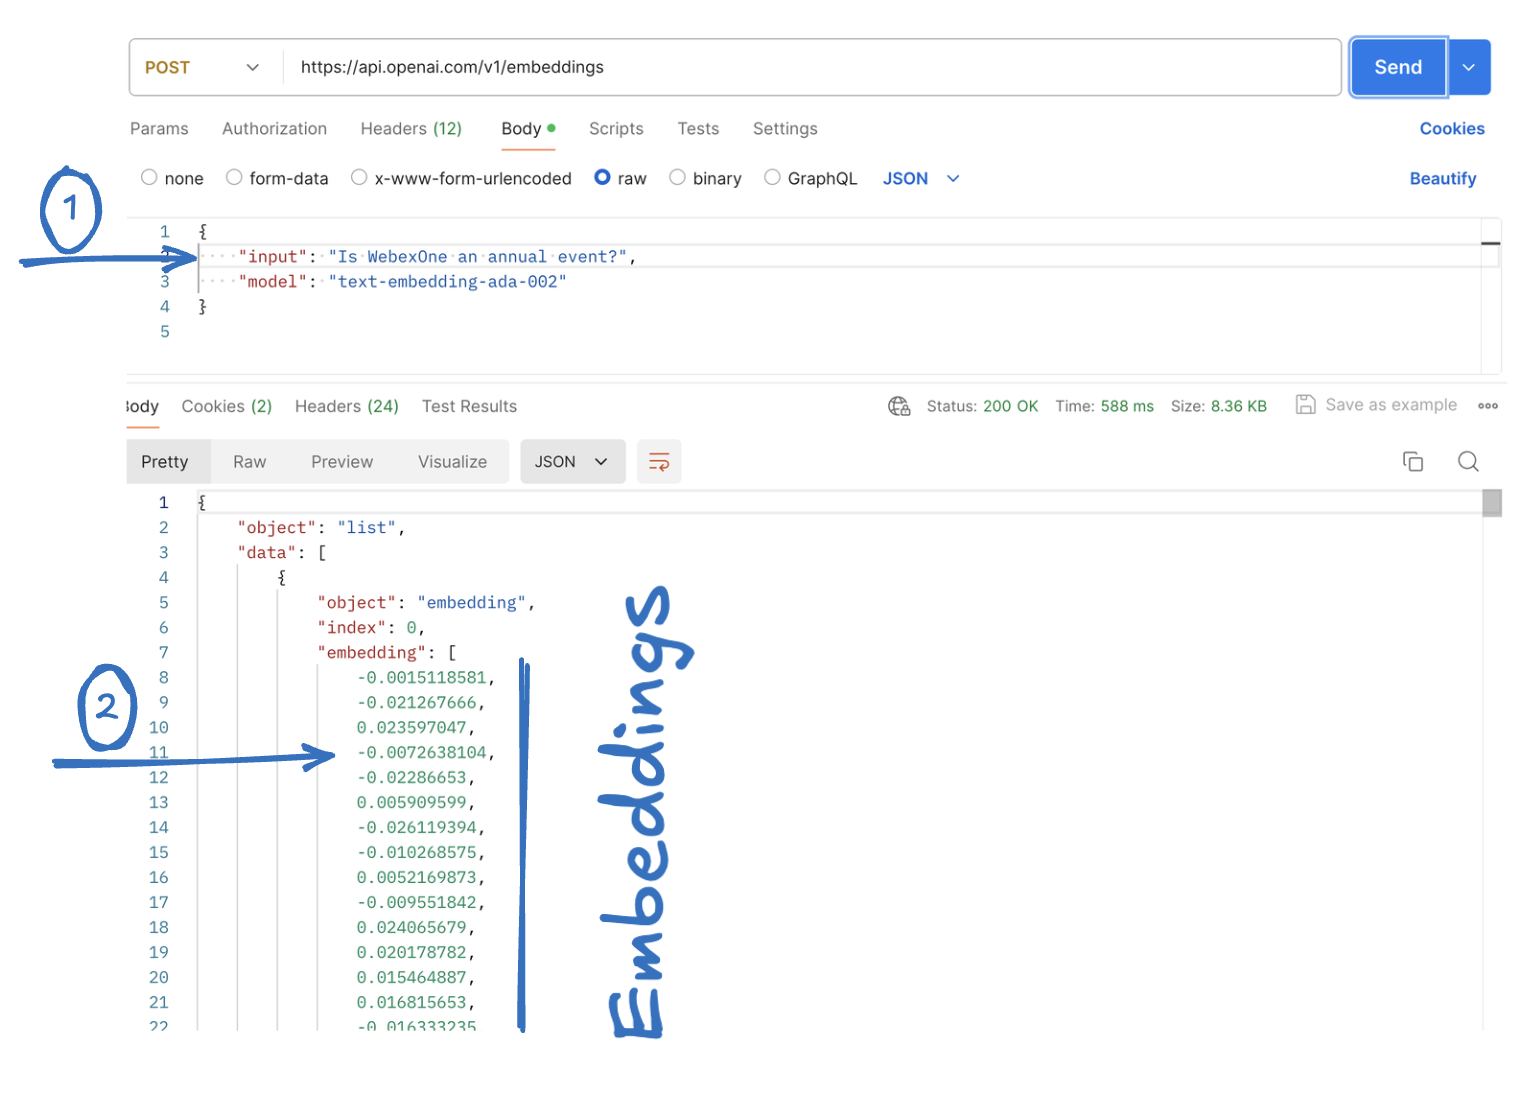 POST https://api.openai.com/v1/embeddings Send
Params Authorization Headers (12) Body Scripts Tests Settings Cookies
none form-data x-www-form-urlencoded raw binary GraphQL JSON Beautify
1
1 {
2 "input": "Is WebexOne an annual event?",
3 "model": "text-embedding-ada-002"
4 }
5
Body Cookies (2) Headers (24) Test Results Status: 200 OK Time: 588 ms Size: 8.36 KB Save as example
Pretty Raw Preview Visualize JSON
1 {
2 "object": "list",
3 "data": [
4 {
5 "object": "embedding",
6 "index": 0,
7 "embedding": [
8 -0.0015118581,
9 -0.021267666,
2
10 0.023597047,
11 -0.0072638104,
12 -0.02286653,
13 0.005909599,
14 -0.026119394,
15 -0.010268575,
16 0.0052169873,
17 -0.009551842,
18 0.024065679,
19 0.020178782,
20 0.015464887,
21 0.016815653,
22 -0.016333235
Embeddings